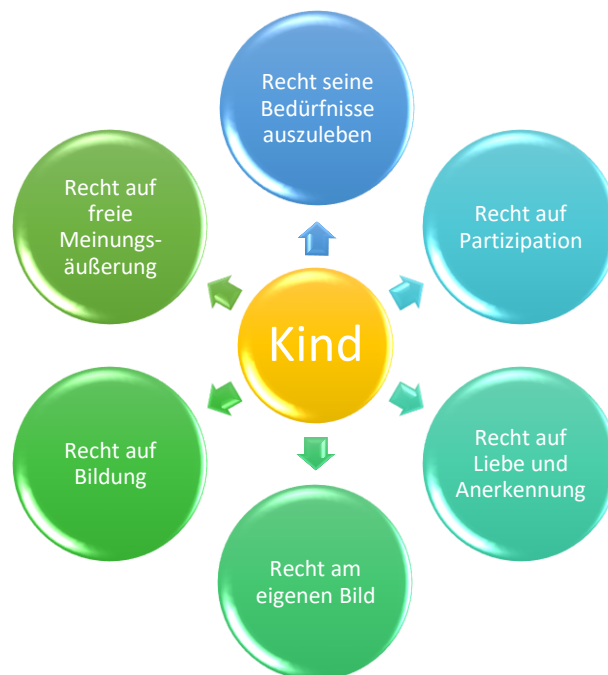 Recht seine
Bedürfnisse
auszuleben
Recht auf
freie
Meinungs-
äußerung
Recht auf
Partizipation
Kind
Recht auf
Bildung
Recht auf
Liebe und
Anerkennung
Recht am
eigenen Bild